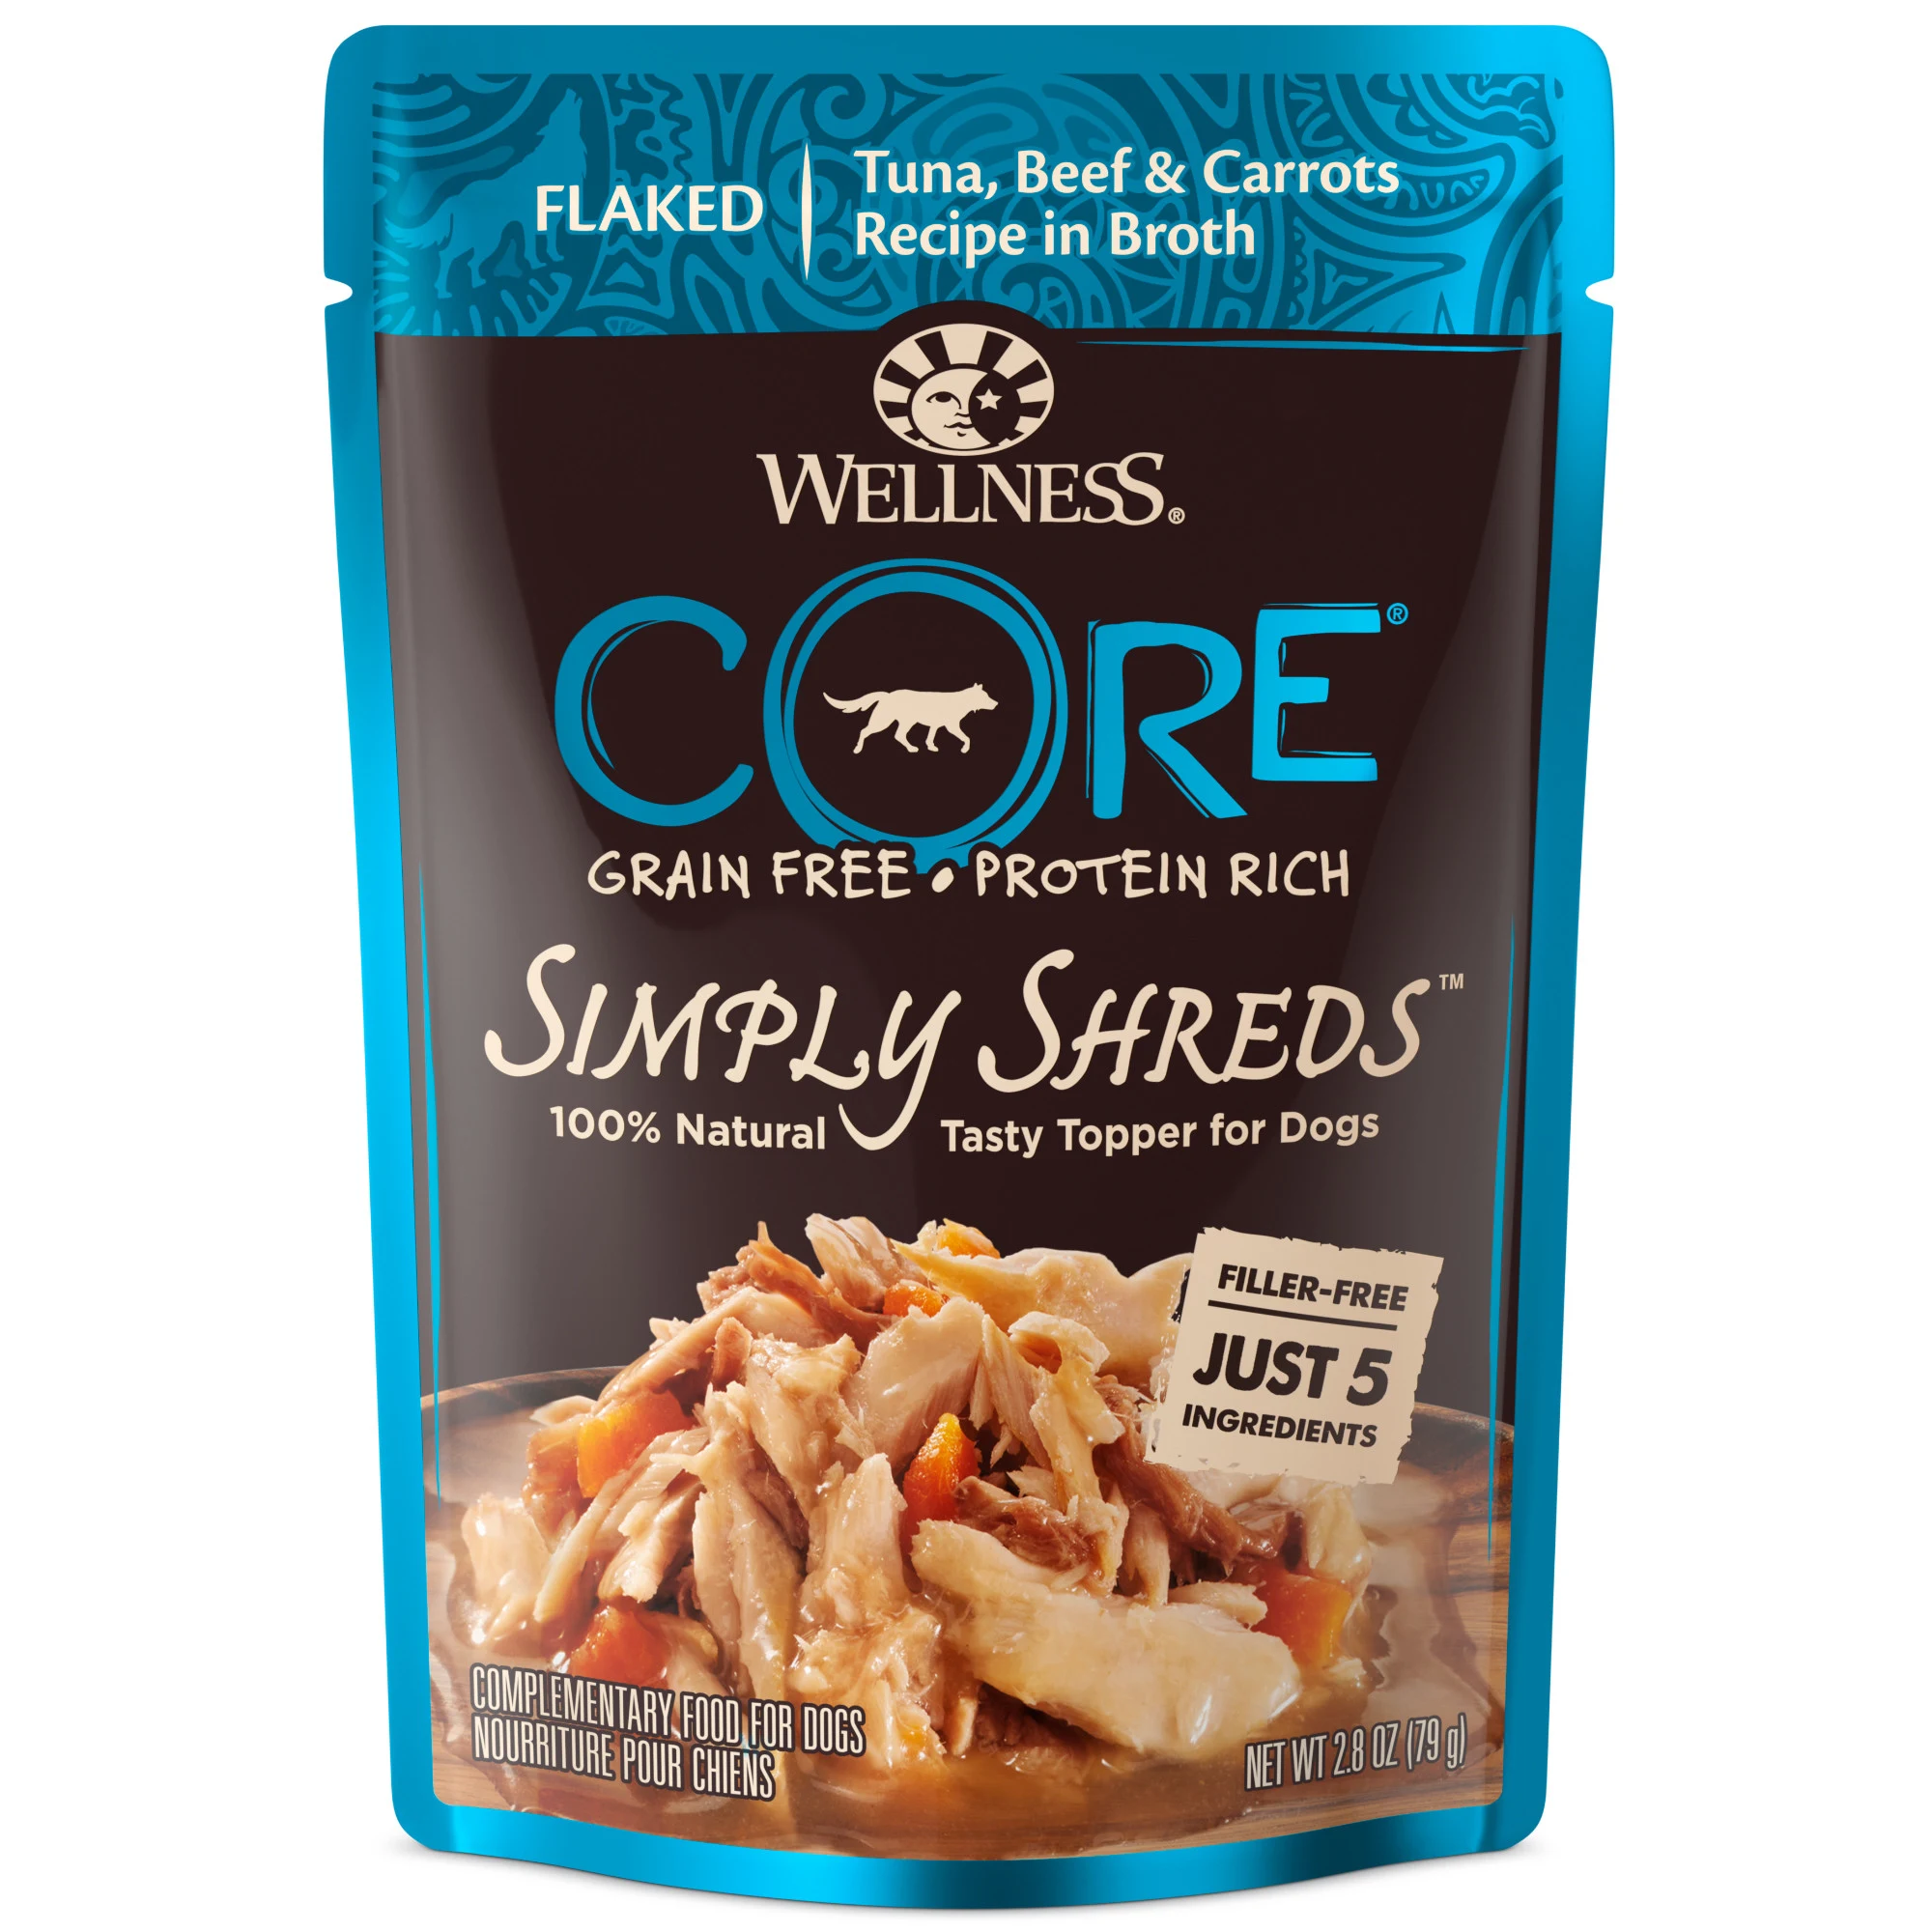 FLAKED
Tuna, Beef & Carrots
Recipe in Broth
WELLNESS®
CORE®
GRAIN FREE • PROTEIN RICH
SIMPLY SHREDS™
100% Natural Tasty Topper for Dogs
FILLER-FREE
JUST 5
INGREDIENTS
COMPLEMENTARY FOOD FOR DOGS
NOURRITURE POUR CHIENS
NET WT 2.8 OZ (79 g)